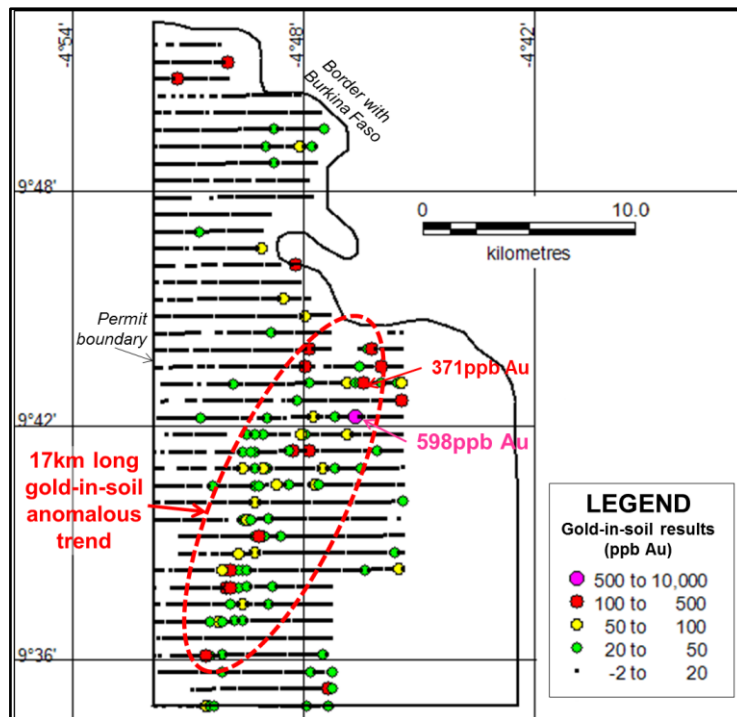 -4°54'
-4°48'
-4°42'
Border with
Burkina Faso
9°48'
0
10.0
kilometres
Permit
boundary
371ppb Au
9°42'
598ppb Au
17km long
gold-in-soil
anomalous
trend
LEGEND
Gold-in-soil results
(ppb Au)
500 to 10,000
100 to 500
50 to 100
20 to 50
-2 to 20
9°36'